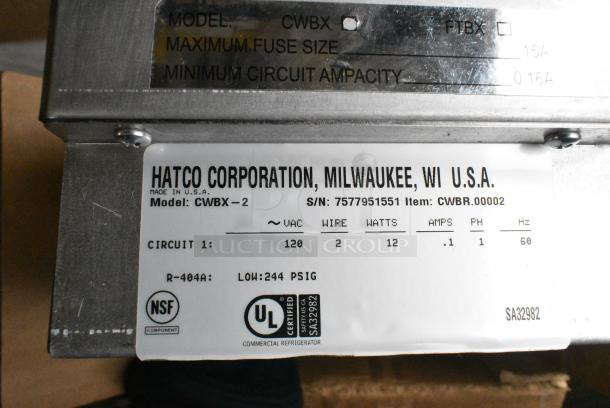 MODEL: CWBX FTBX
MAXIMUM FUSE SIZE 15A
MINIMUM CIRCUIT AMPACITY 0.16A
HATCO CORPORATION, MILWAUKEE, WI U.S.A.
MADE IN U.S.A.
Model: CWBX-2 S/N: 7577951551 Item: CWBR.00002
~ VAC WIRE WATTS AMPS PH Hz
CIRCUIT 1: 120 2 12 .1 1 60
AUCTION GROUP
R-404A: LOW:244 PSIG
NSF
COMPONENT
UL
CERTIFIED
SAFETY US CA
SA32982
COMMERCIAL REFRIGERATOR
SA32982